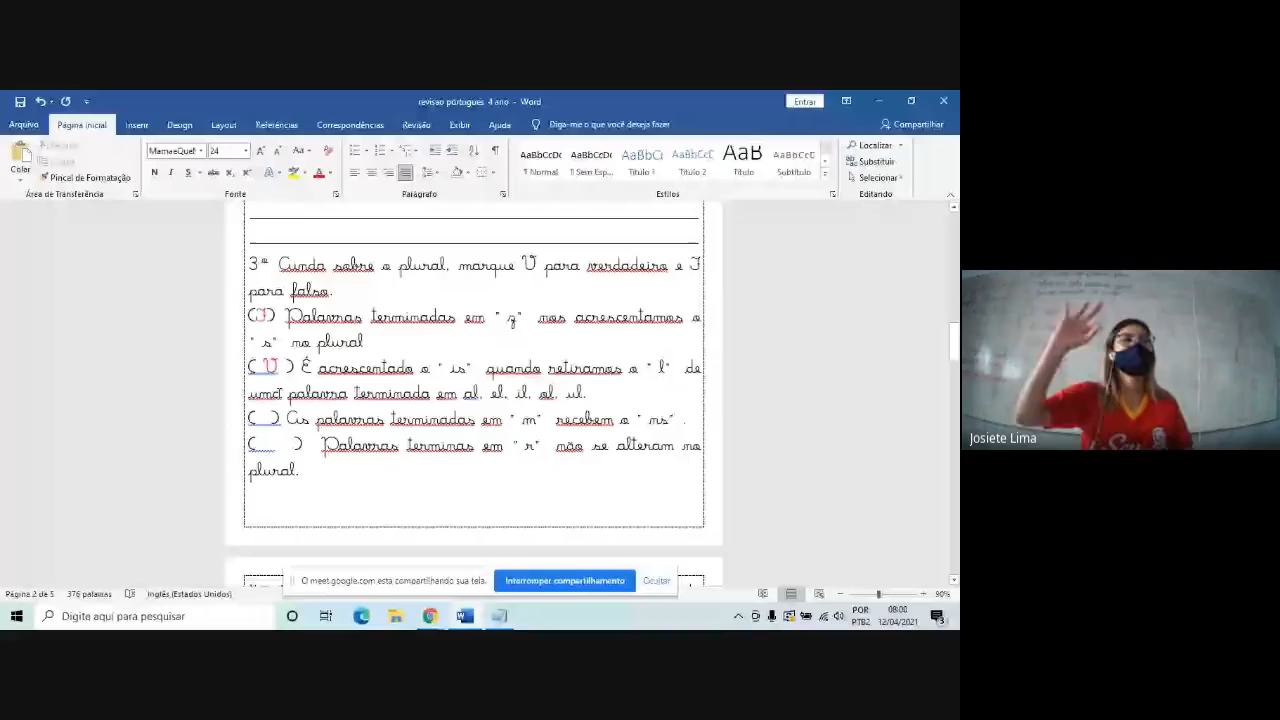 revisao português 4 ano - Word
Entrar
Arquivo Página inicial Inserir Design Layout Referências Correspondências Revisão Exibir Ajuda Diga-me o que você deseja fazer Compartilhar
Colar
Pincel de Formatação
24
AaBbCcDc AaBbCcDc AaBbCc AaBbCcD AaB AaBbCcD
¶ Normal ¶ Sem Esp... Título 1 Título 2 Título Subtítulo
Localizar
Substituir
Selecionar
Área de Transferência Fonte Parágrafo Estilos Editando
3ª Ainda sobre o plural, marque V para verdadeiro e F
para falso.
(F) Palavras terminadas em " z" nos acrescentamos o
" s" no plural
( V ) É acrescentado o " is" quando retiramos o " l" de
uma palavra terminada em al, el, il, ol, ul.
( ) As palavras terminadas em " m" recebem o " ns" .
( ) Palavras terminas em " r" não se alteram no
plural.
O meet.google.com está compartilhando sua tela.
Interromper compartilhamento
Ocultar
Página 2 de 5 376 palavras Inglês (Estados Unidos) 90%
Digite aqui para pesquisar
POR
PTB2
08:00
12/04/2021
Josiete Lima